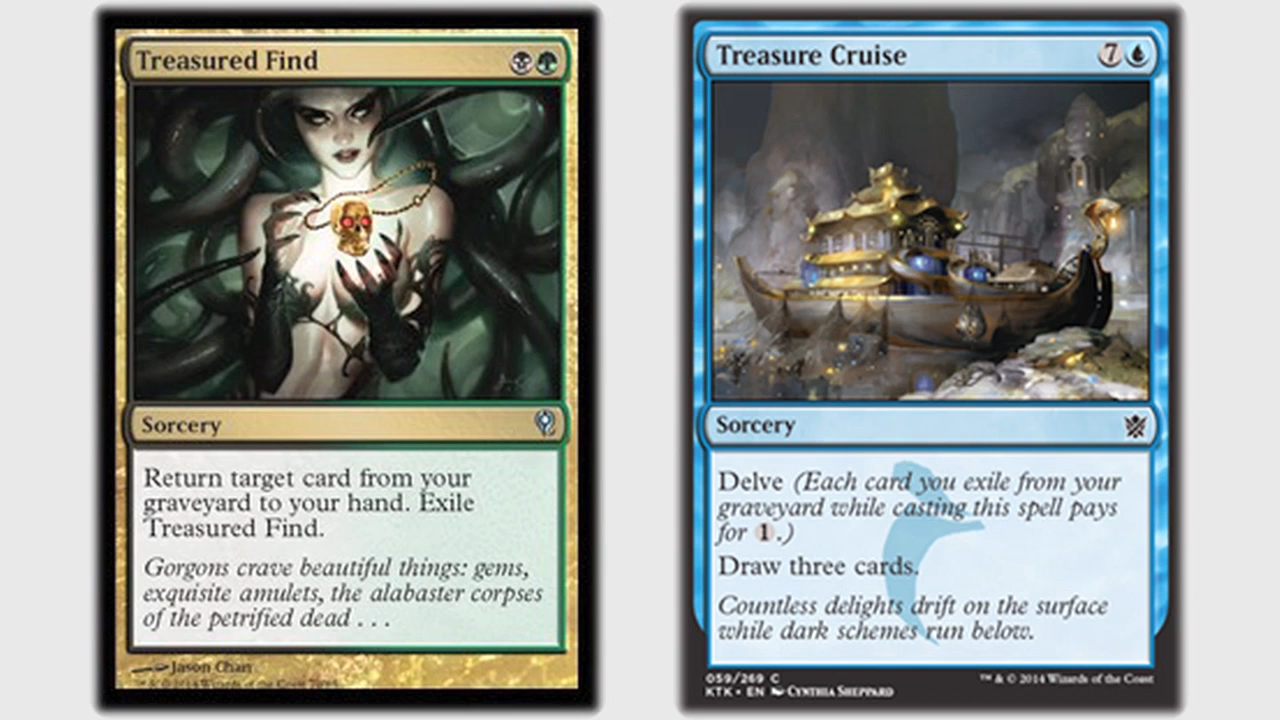 Treasured Find
Sorcery
Return target card from your
graveyard to your hand. Exile
Treasured Find.
Gorgons crave beautiful things: gems,
exquisite amulets, the alabaster corpses
of the petrified dead . . .
Jason Chan
Treasure Cruise 7
Sorcery
Delve (Each card you exile from your
graveyard while casting this spell pays
for 1.)
Draw three cards.
Countless delights drift on the surface
while dark schemes run below.
059/269 C
KTK • EN CYNTHIA SHEPPARD
™ & © 2014 Wizards of the Coast